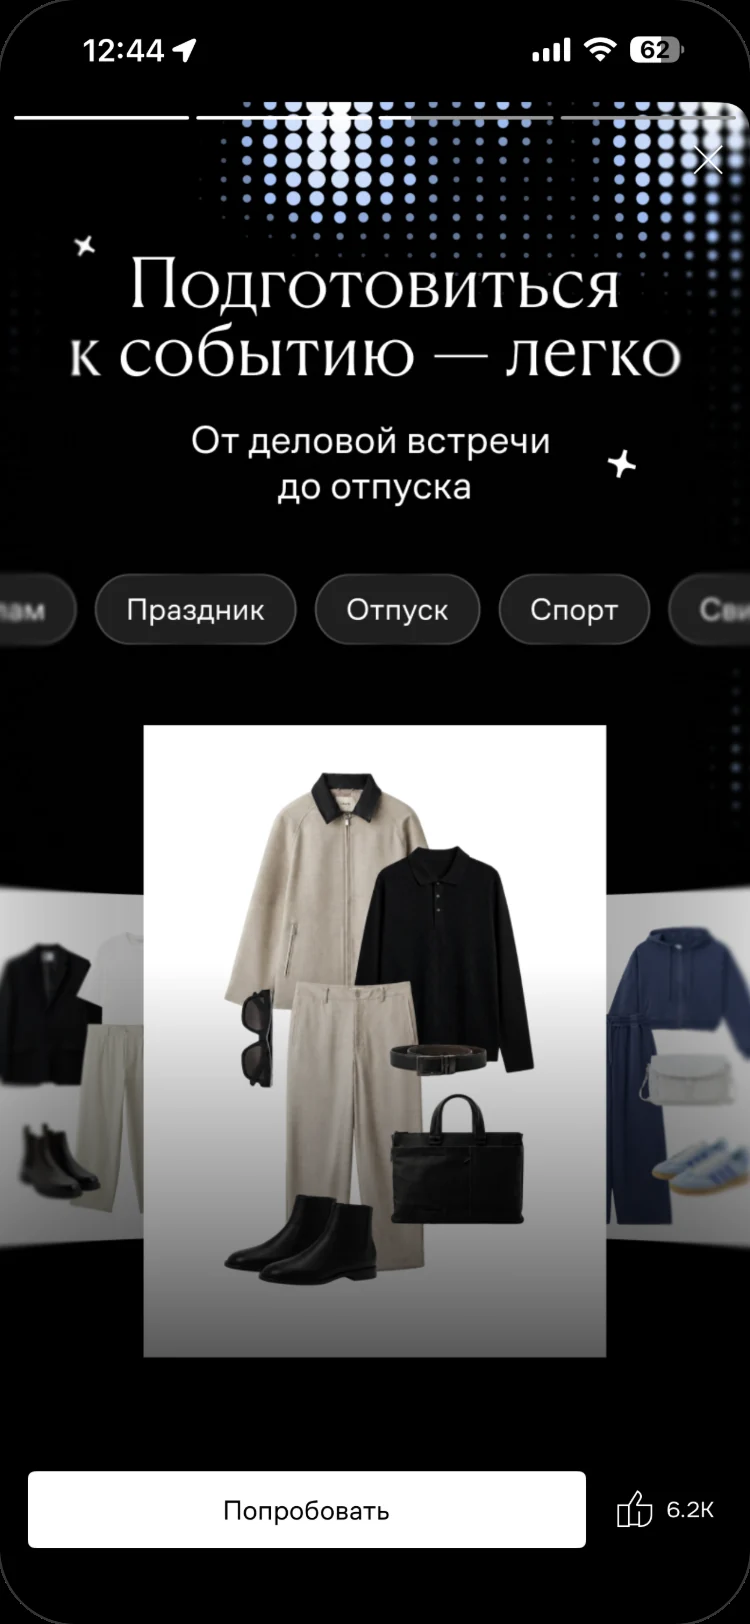 12:44
62
Подготовиться
к событию — легко
От деловой встречи
до отпуска
Праздник
Отпуск
Спорт
Попробовать
6.2K